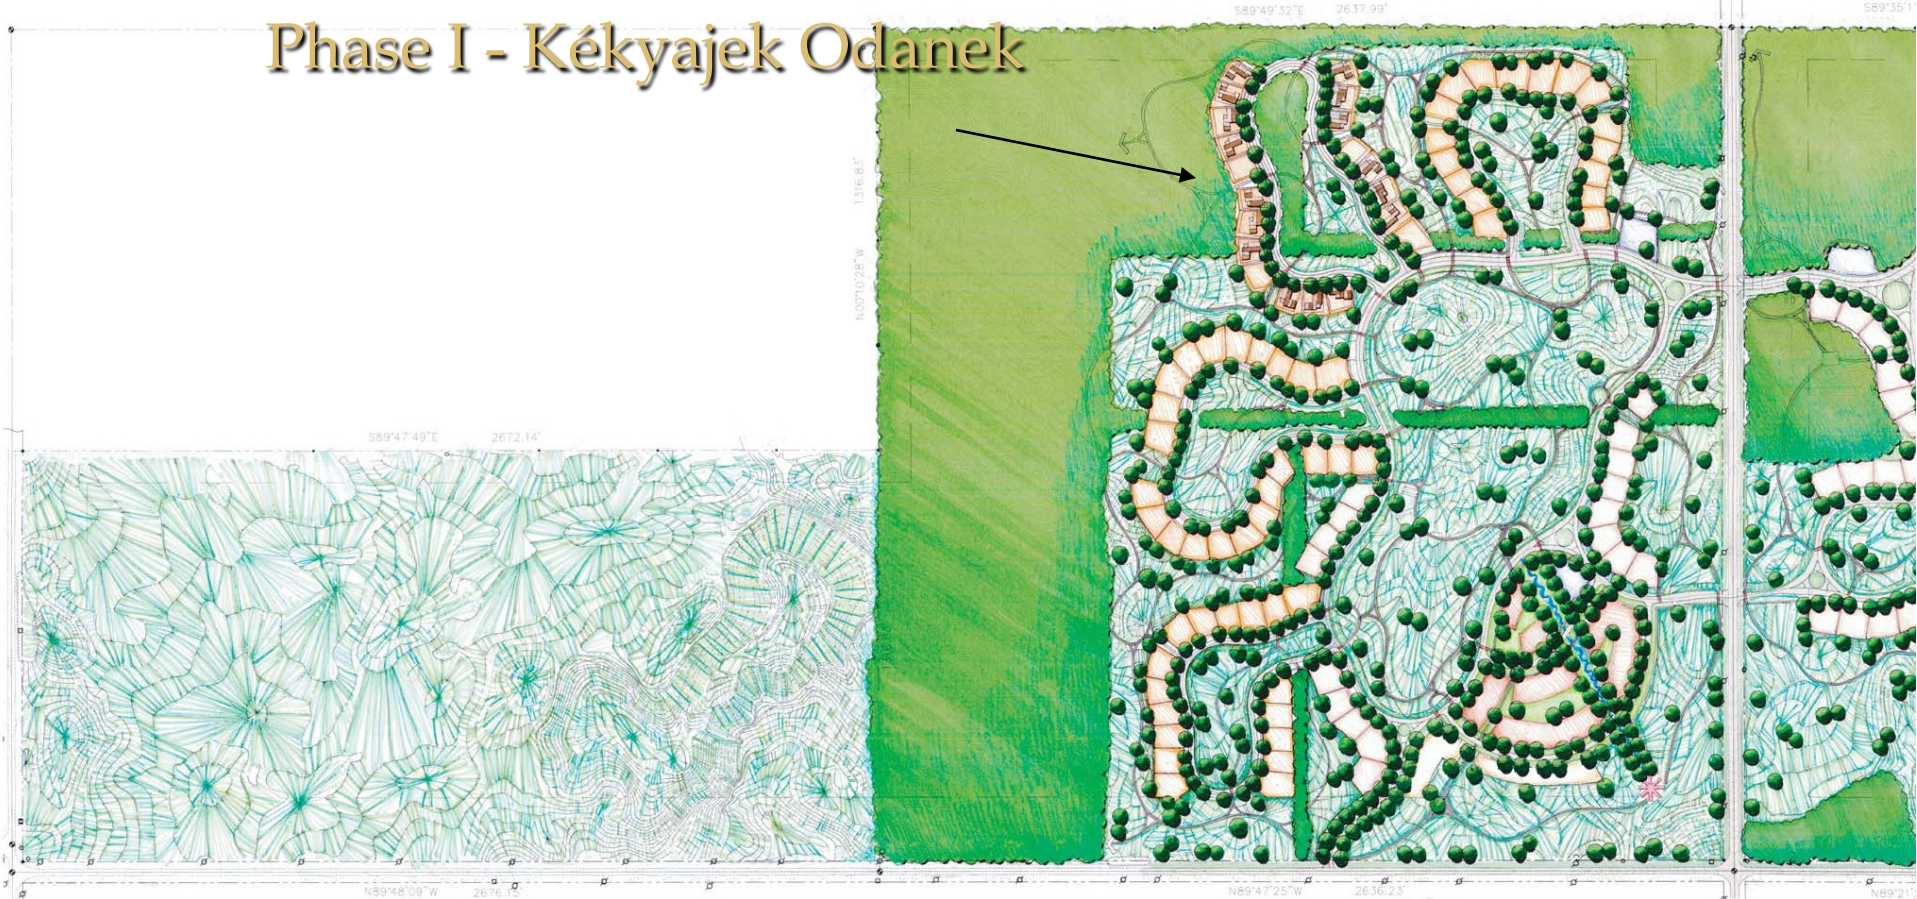 Phase I - Kékyajek Odanek
S89°49'32"E 2637.99'
S89°35'1
1316.83'
N00°10'28"W
S89°47'49"E 2672.14'
N89°48'09"W 2676.15'
N89°47'25"W 2636.23'
N89°21'2